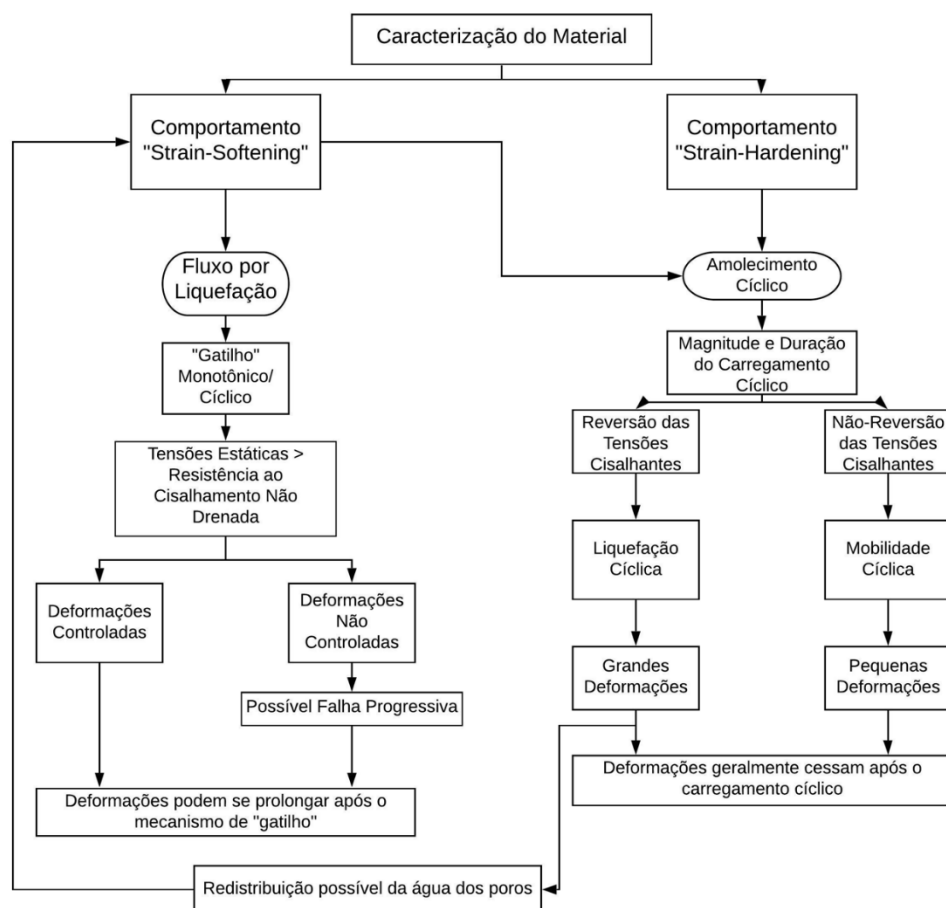 Caracterização do Material
Comportamento
"Strain-Softening"
Comportamento
"Strain-Hardening"
Fluxo por
Liquefação
Amolecimento
Cíclico
"Gatilho"
Monotônico/
Cíclico
Magnitude e Duração
do Carregamento
Cíclico
Tensões Estáticas >
Resistência ao
Cisalhamento Não
Drenada
Reversão das
Tensões
Cisalhantes
Não-Reversão
das Tensões
Cisalhantes
Liquefação
Cíclica
Mobilidade
Cíclica
Deformações
Controladas
Deformações
Não
Controladas
Grandes
Deformações
Pequenas
Deformações
Possível Falha Progressiva
Deformações geralmente cessam após o
carregamento cíclico
Deformações podem se prolongar após o
mecanismo de "gatilho"
Redistribuição possível da água dos poros